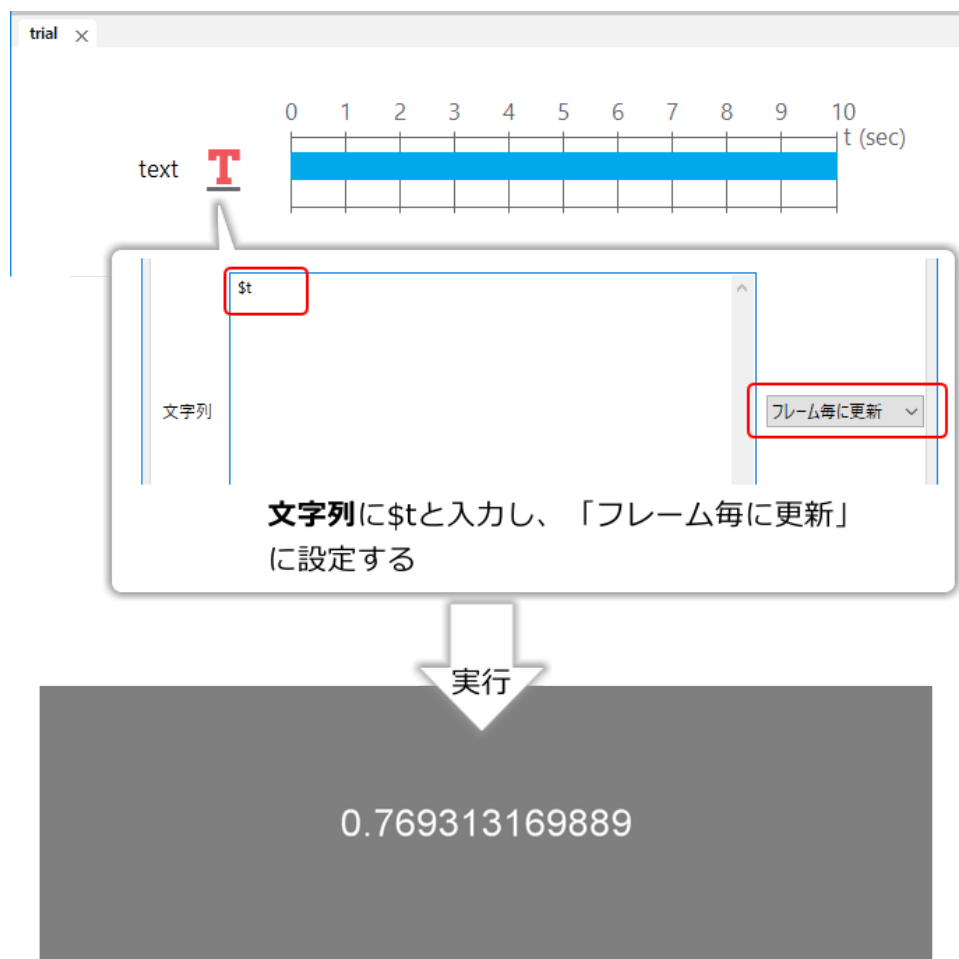 trial ×
0 1 2 3 4 5 6 7 8 9 10
t (sec)
text T
$t
文字列
フレーム毎に更新
文字列に$tと入力し、「フレーム毎に更新」
に設定する
実行
0.769313169889